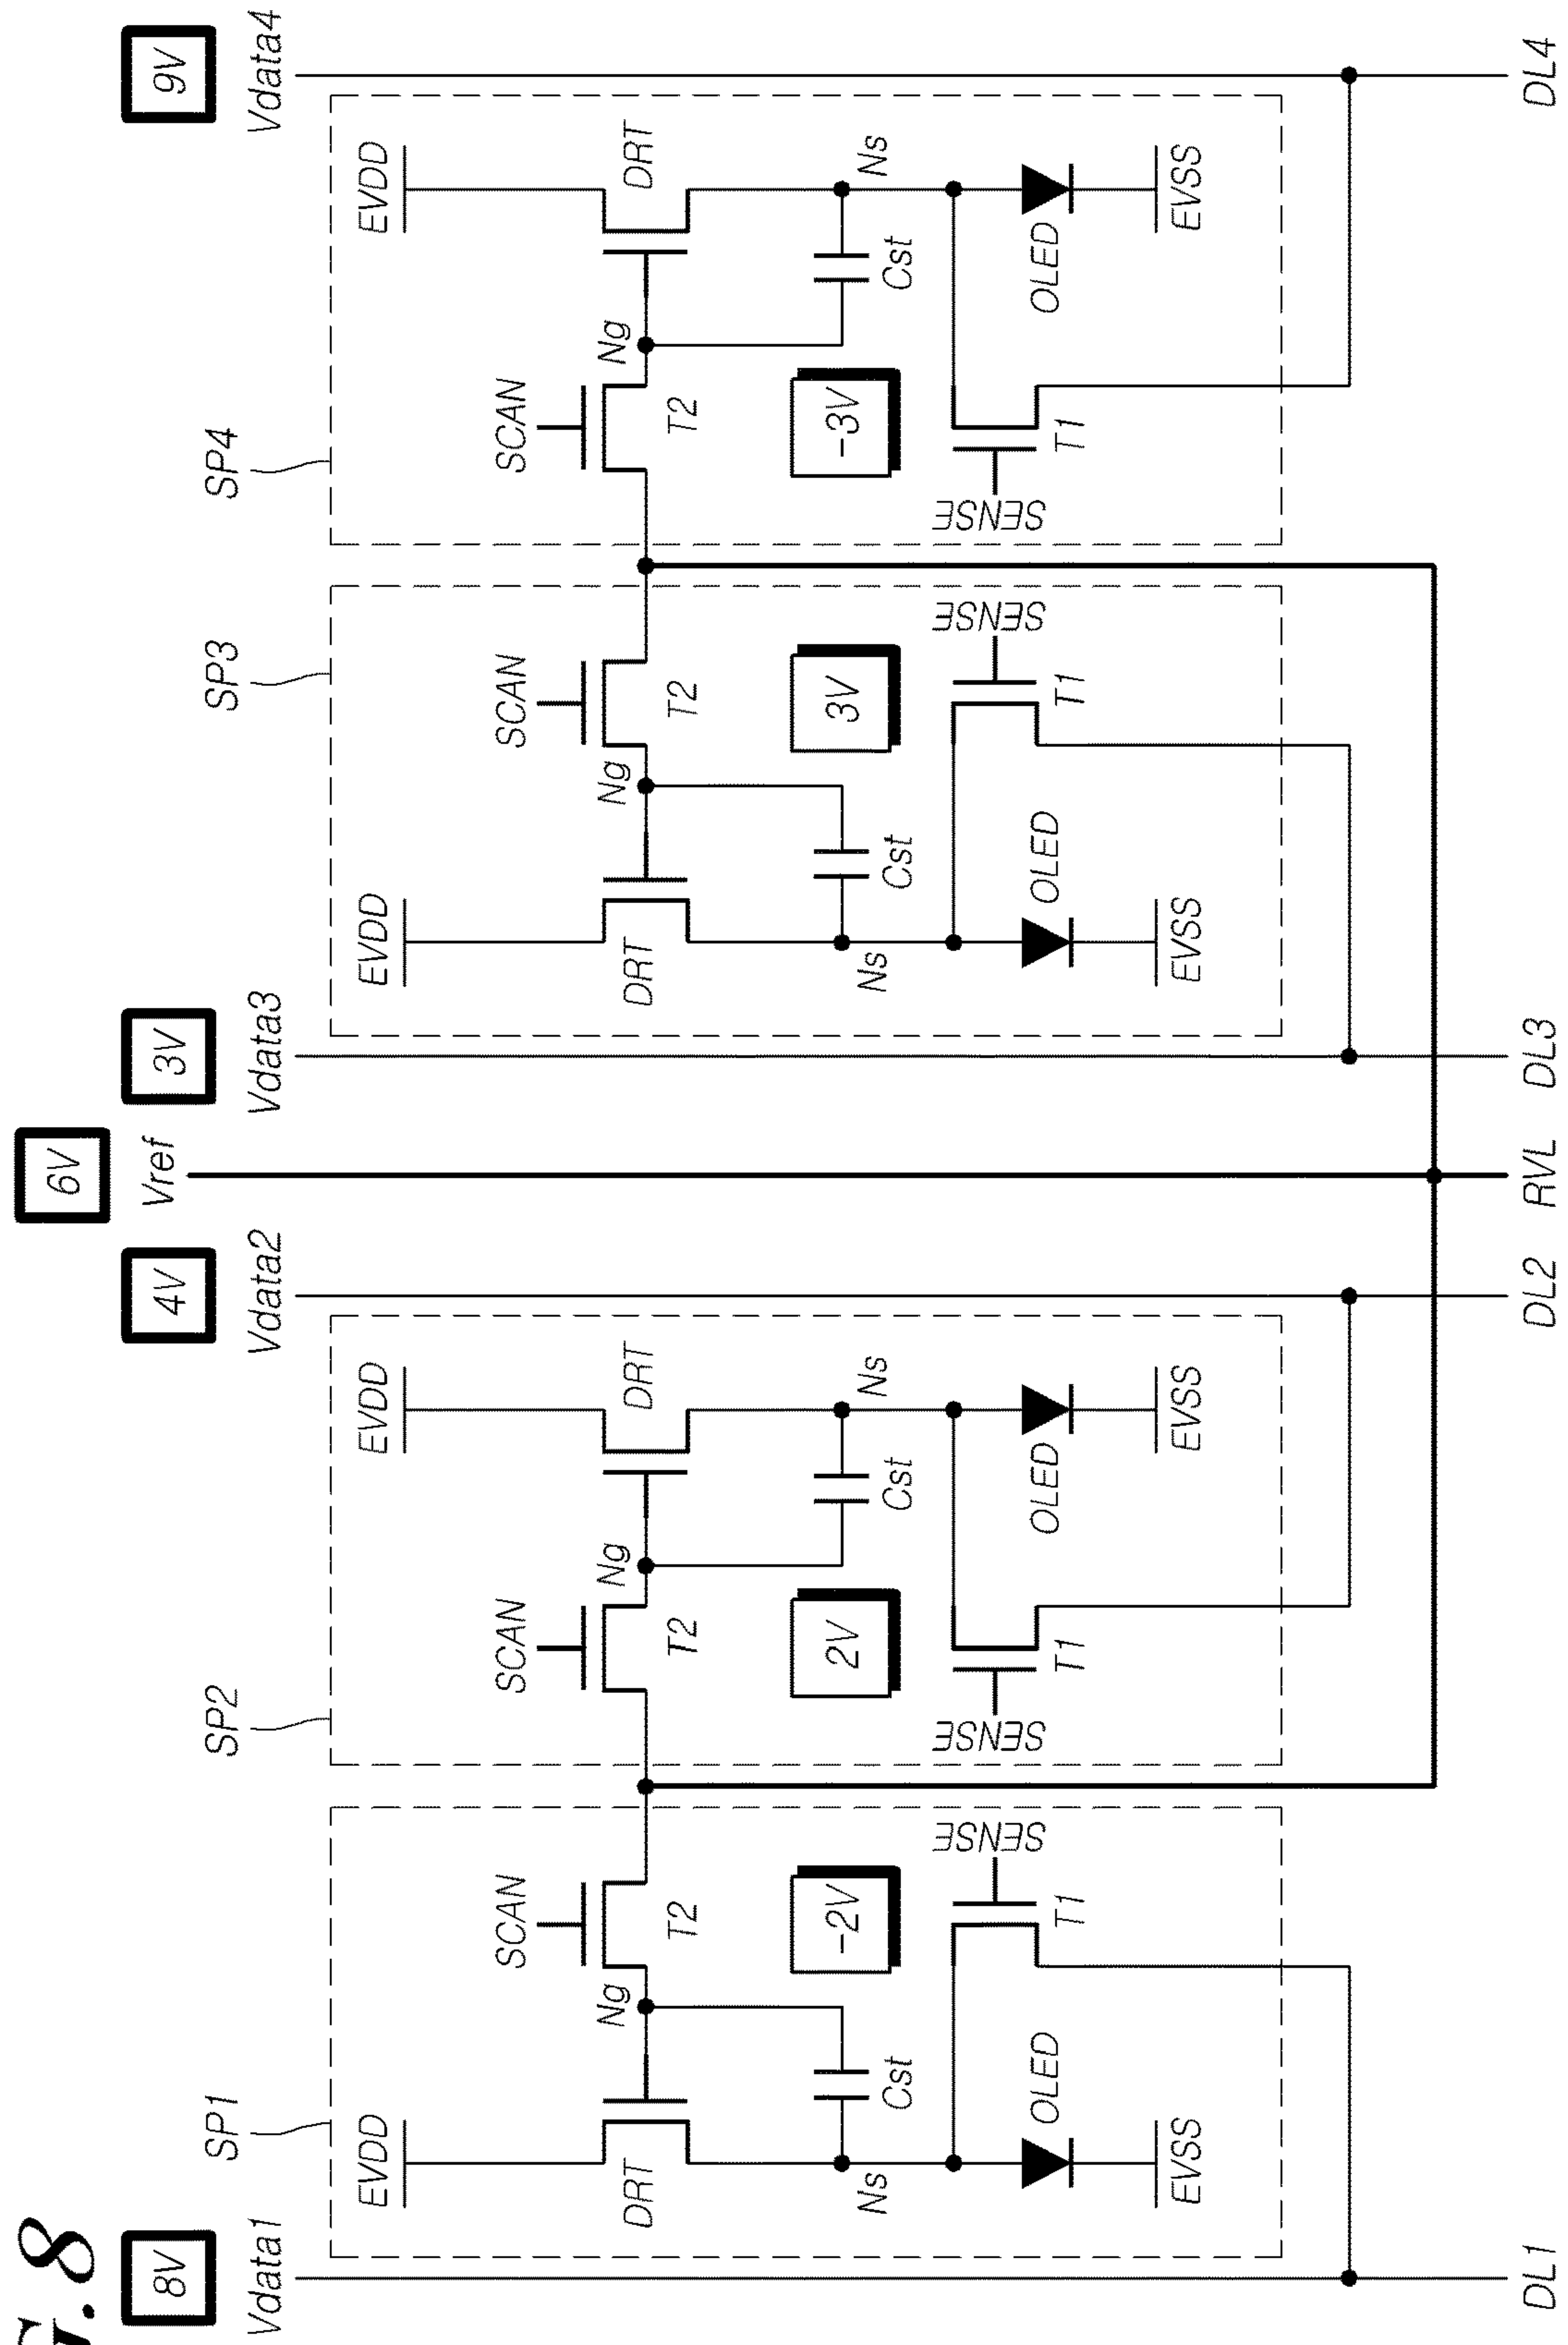 G.8
6V
Vref
8V
4V
3V
9V
Vdata1
Vdata2
Vdata3
Vdata4
SP1
SP2
SP3
SP4
EVDD
EVDD
EVDD
EVDD
SCAN
SCAN
SCAN
SCAN
DRT
Ng
T2
T2
Ng
DRT
DRT
Ng
T2
T2
Ng
DRT
-2V
2V
3V
-3V
Ns
Cst
Cst
Ns
Ns
Cst
Cst
Ns
SENSE
SENSE
SENSE
SENSE
OLED
T1
T1
OLED
OLED
T1
T1
OLED
EVSS
EVSS
EVSS
EVSS
DL1
DL2
RVL
DL3
DL4